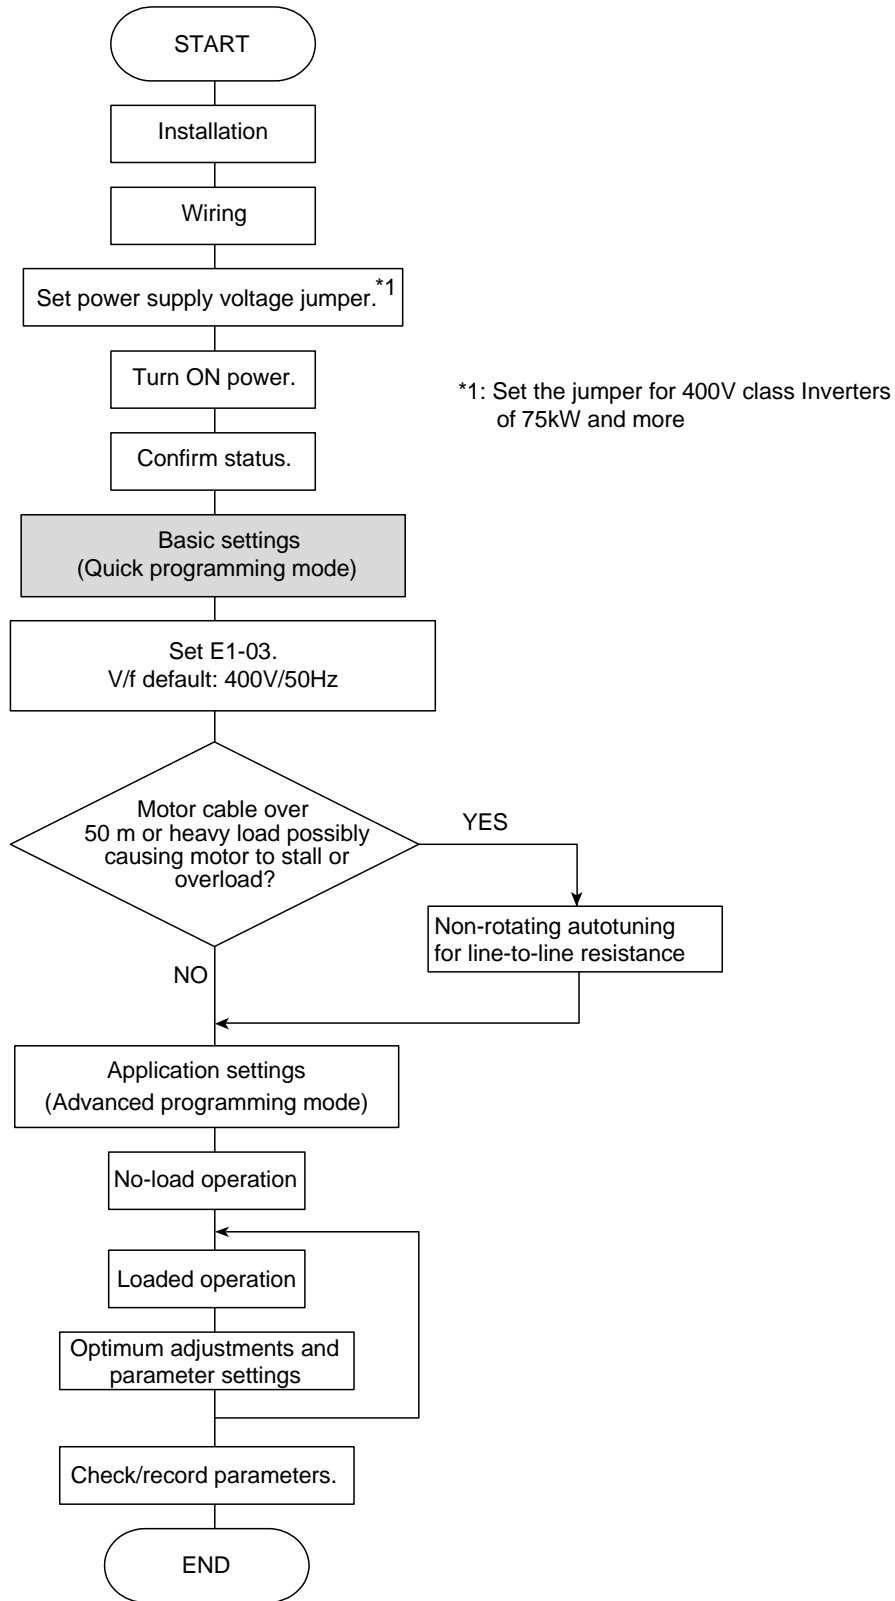 START
Installation
Wiring
Set power supply voltage jumper.*1
Turn ON power.
*1: Set the jumper for 400V class Inverters
of 75kW and more
Confirm status.
Basic settings
(Quick programming mode)
Set E1-03.
V/f default: 400V/50Hz
Motor cable over
50 m or heavy load possibly
causing motor to stall or
overload?
YES
Non-rotating autotuning
for line-to-line resistance
NO
Application settings
(Advanced programming mode)
No-load operation
Loaded operation
Optimum adjustments and
parameter settings
Check/record parameters.
END